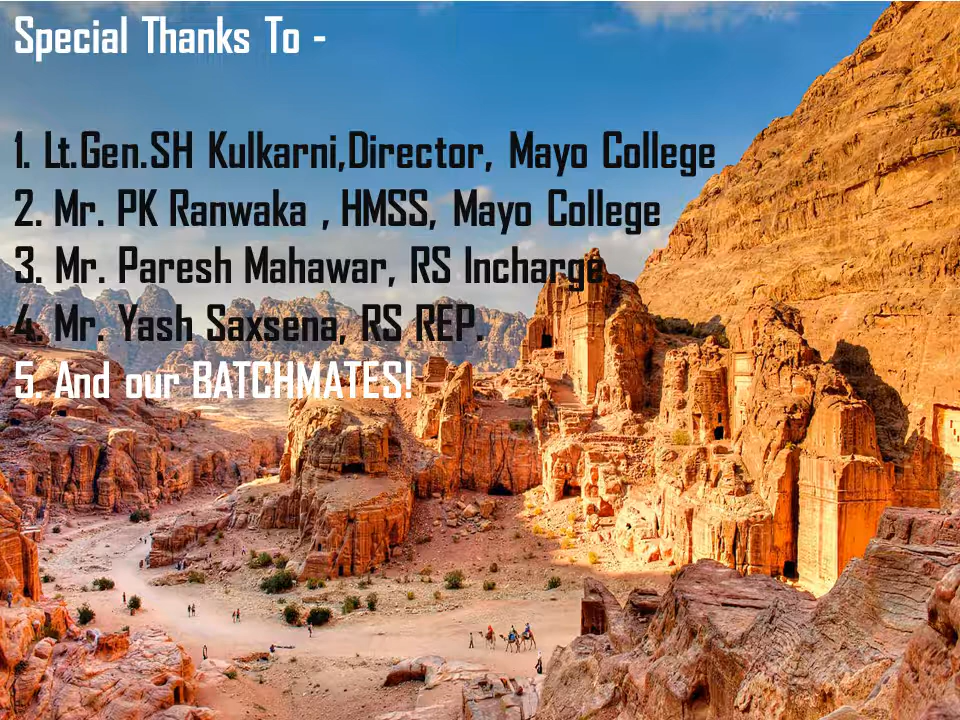 Special Thanks To -
1. Lt.Gen.SH Kulkarni,Director, Mayo College
2. Mr. PK Ranwaka , HMSS, Mayo College
3. Mr. Paresh Mahawar, RS Incharge
4. Mr. Yash Saxsena, RS REP.
5. And our BATCHMATES!